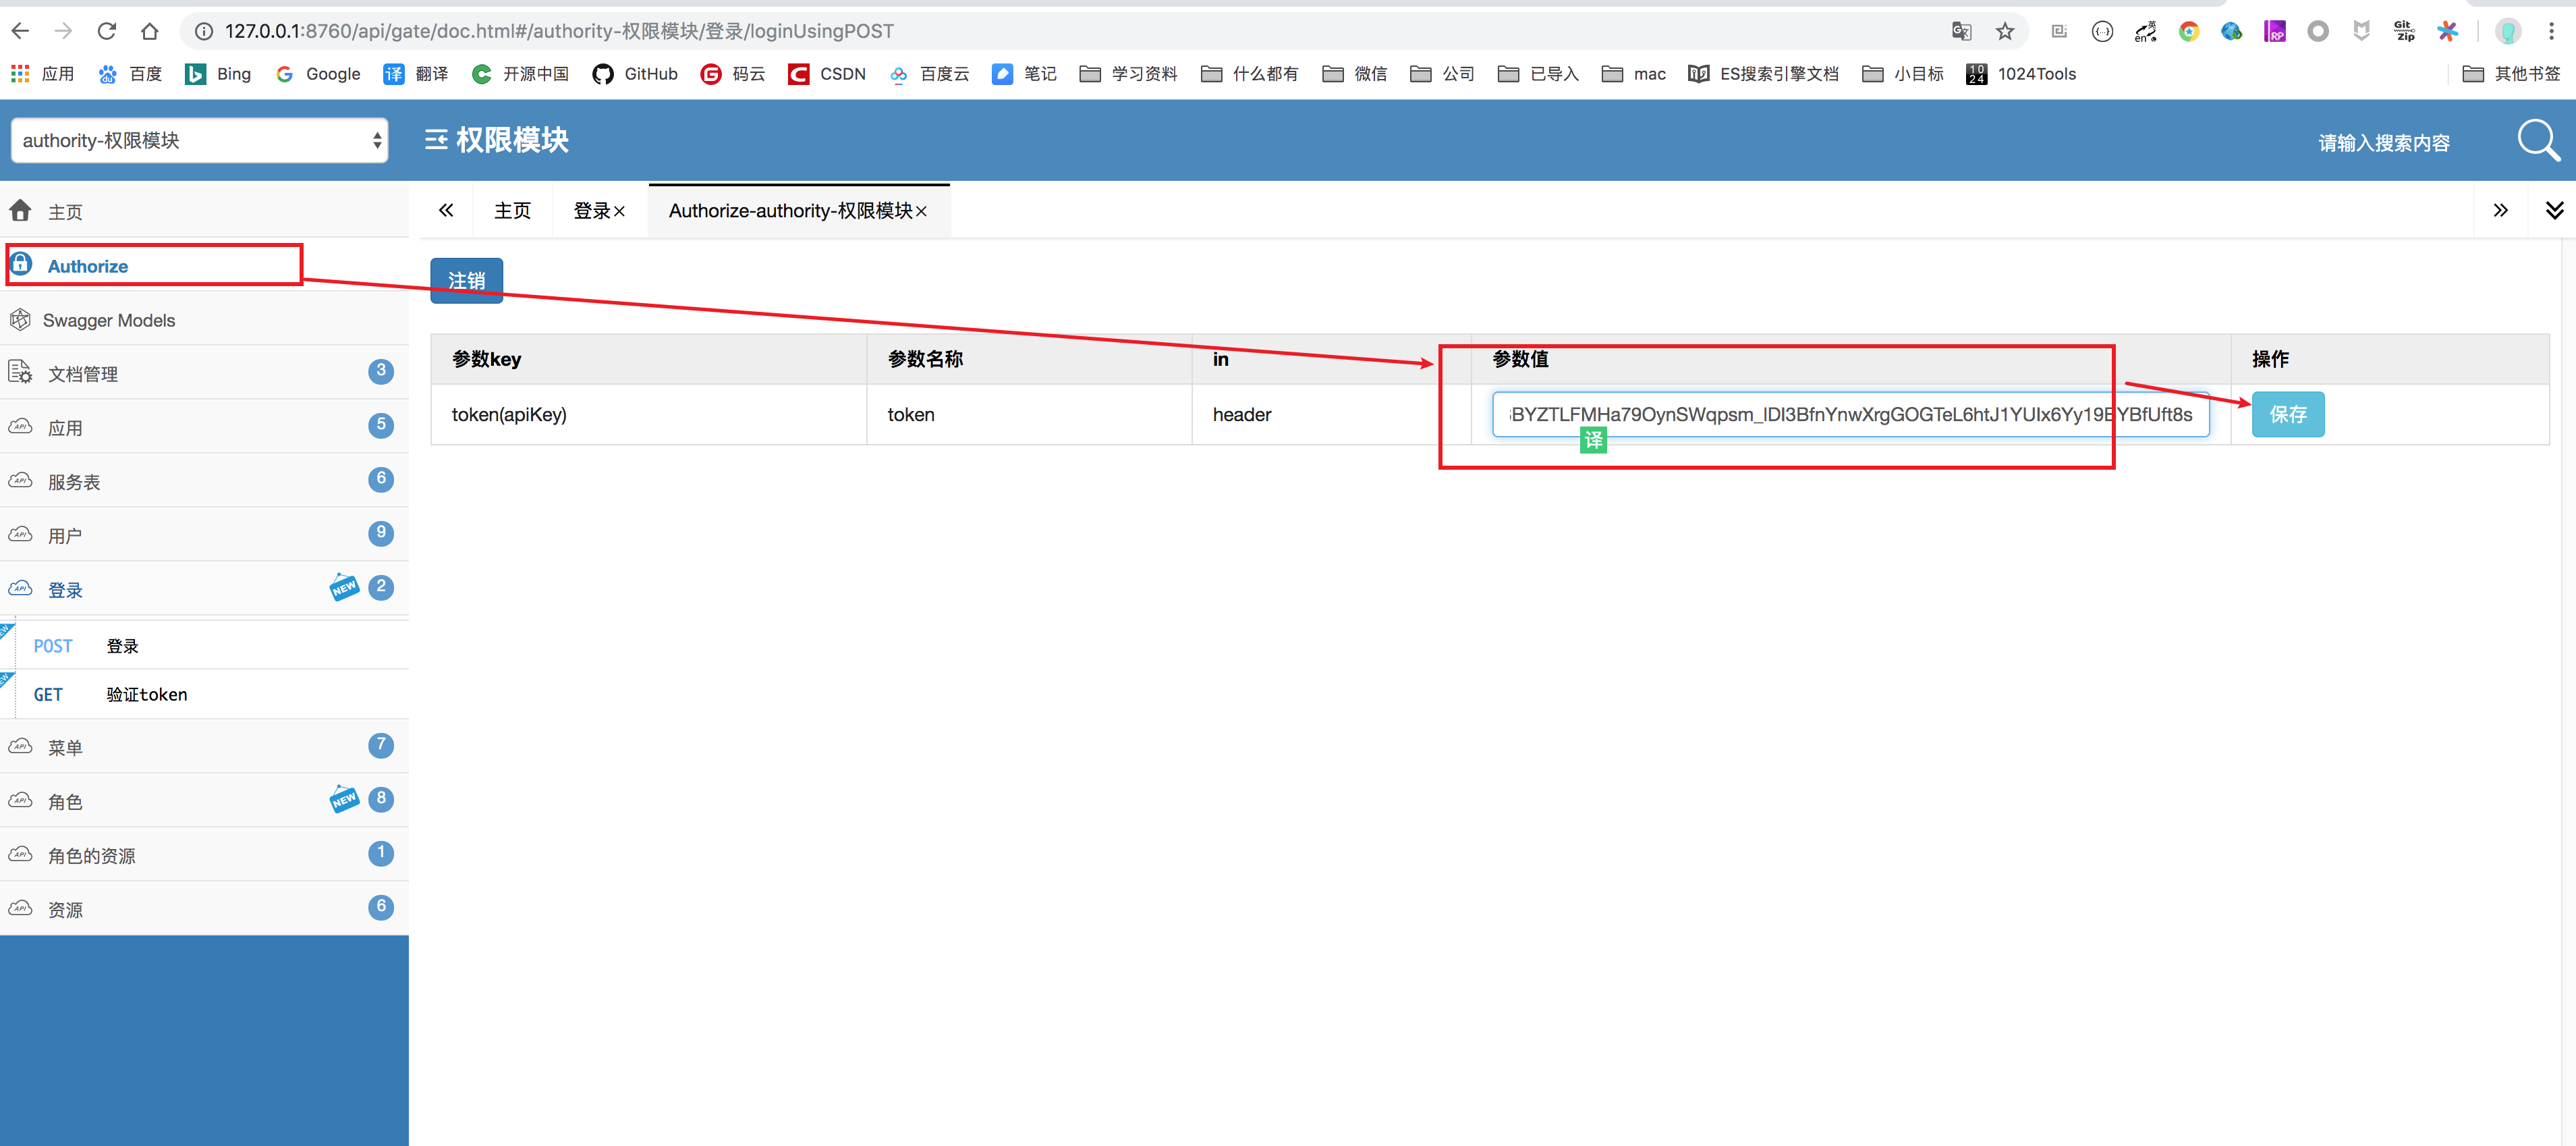 127.0.0.1:8760/api/gate/doc.html#/authority-权限模块/登录/loginUsingPOST
应用 百度 Bing Google 翻译 开源中国 GitHub 码云 CSDN 百度云 笔记 学习资料 什么都有 微信 公司 已导入 mac ES搜索引擎文档 小目标 1024Tools 其他书签
authority-权限模块
权限模块
请输入搜索内容
主页
Authorize
Swagger Models
文档管理 3
应用 5
服务表 6
用户 9
登录 NEW 2
POST 登录
GET 验证token
菜单 7
角色 NEW 8
角色的资源 1
资源 6
主页 登录× Authorize-authority-权限模块×
注销
参数key 参数名称 in 参数值 操作
token(apiKey) token header BYZTLFMHa79OynSWqpsm_lDl3BfnYnwXrgGOGTeL6htJ1YUIx6Yy19EYBfUft8s 保存
译